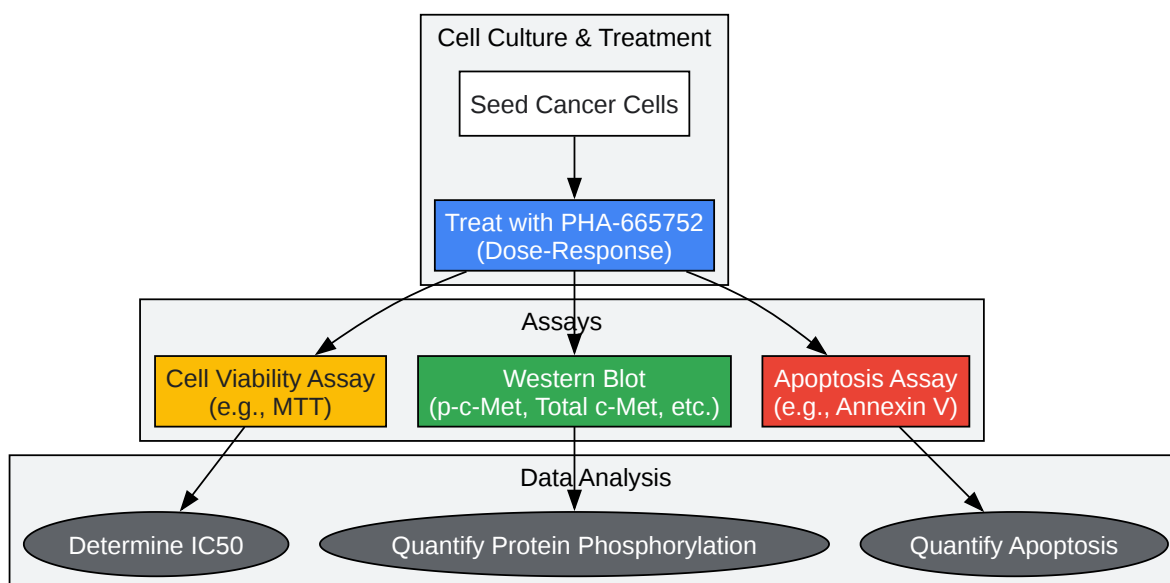 Cell Culture & Treatment
Seed Cancer Cells
Treat with PHA-665752
(Dose-Response)
Assays
Cell Viability Assay
(e.g., MTT)
Western Blot
(p-c-Met, Total c-Met, etc.)
Apoptosis Assay
(e.g., Annexin V)
Data Analysis
Determine IC50
Quantify Protein Phosphorylation
Quantify Apoptosis